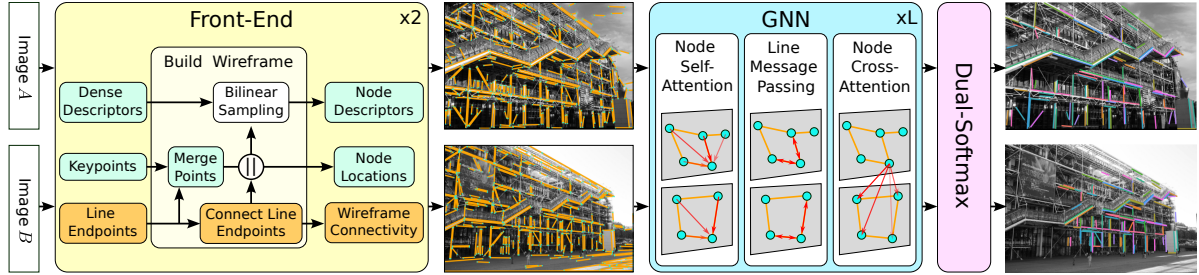 Image A
Image B
Front-End
x2
Build Wireframe
Dense
Descriptors
Bilinear
Sampling
Node
Descriptors
Keypoints
Merge
Points
||
Node
Locations
Line
Endpoints
Connect Line
Endpoints
Wireframe
Connectivity
GNN
xL
Node
Self-
Attention
Line
Message
Passing
Node
Cross-
Attention
Dual-Softmax